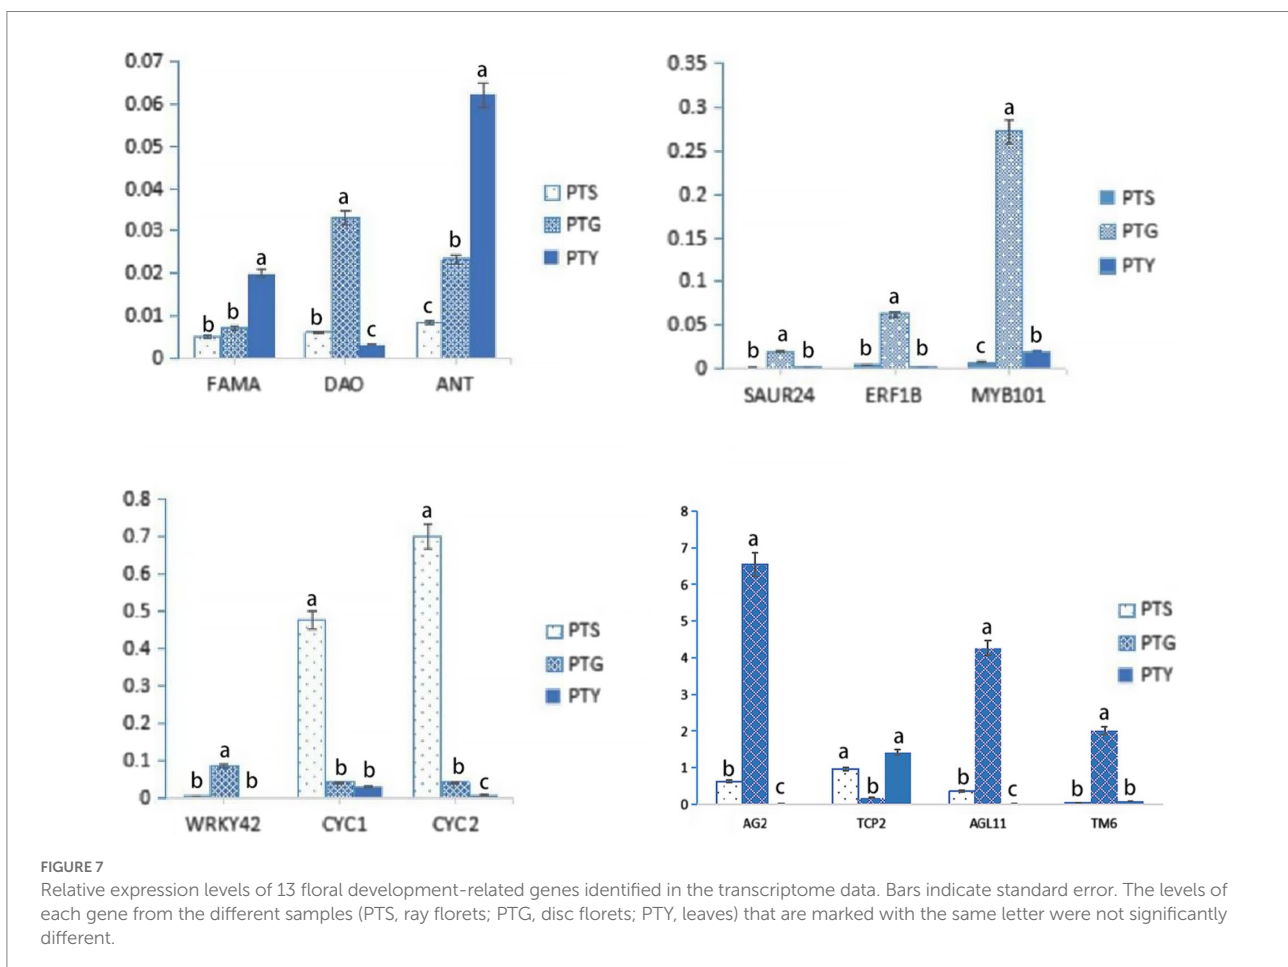 0.07
0.06
0.05
0.04
0.03
0.02
0.01
0
b b a
b a c
c b a
FAMA DAO ANT
PTS
PTG
PTY
0.35
0.3
0.25
0.2
0.15
0.1
0.05
0
b a b
b a b
c a b
SAUR24 ERF1B MYB101
PTS
PTG
PTY
0.8
0.7
0.6
0.5
0.4
0.3
0.2
0.1
0
b a b
a b b
a b c
WRKY42 CYC1 CYC2
PTS
PTG
PTY
8
7
6
5
4
3
2
1
0
b a c
a b a
b a c
b a b
AG2 TCP2 AGL11 TM6
PTS
PTG
PTY
FIGURE 7
Relative expression levels of 13 floral development-related genes identified in the transcriptome data. Bars indicate standard error. The levels of
each gene from the different samples (PTS, ray florets; PTG, disc florets; PTY, leaves) that are marked with the same letter were not significantly
different.